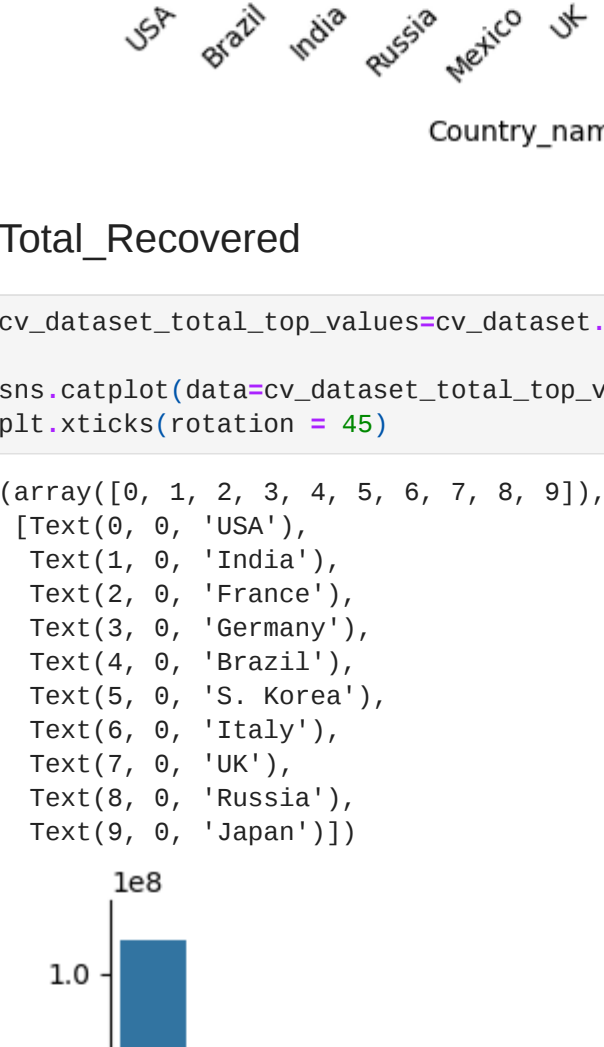 USA Brazil India Russia Mexico UK
Country_nam
Total_Recovered
cv_dataset_total_top_values=cv_dataset.
sns.catplot(data=cv_dataset_total_top_v
plt.xticks(rotation = 45)
(array([0, 1, 2, 3, 4, 5, 6, 7, 8, 9]),
[Text(0, 0, 'USA'),
Text(1, 0, 'India'),
Text(2, 0, 'France'),
Text(3, 0, 'Germany'),
Text(4, 0, 'Brazil'),
Text(5, 0, 'S. Korea'),
Text(6, 0, 'Italy'),
Text(7, 0, 'UK'),
Text(8, 0, 'Russia'),
Text(9, 0, 'Japan')])
1e8
1.0